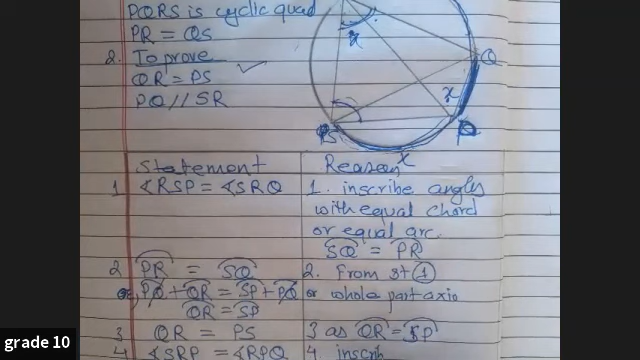 PQRS is cyclic quad
PR = QS
2. To prove
QR = PS
PQ // SR
x
Q
x
S
P
Statement
Reason
1 ∢RSP = ∢SRQ
1. inscribe angles
with equal chord
or equal arc.
SQ = PR
2 PR = SQ
2. From st ①
or, PQ + QR = SP + PQ
or whole part axio
QR = SP
3 QR = PS
3 as QR = SP
4 ∢SRP = ∢RPQ
4. inscrib
grade 10